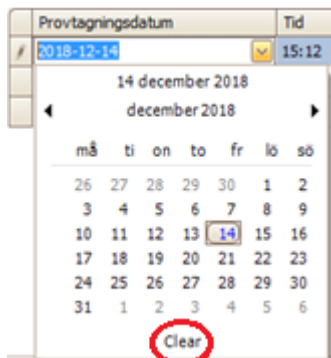 Provtagningsdatum Tid
2018-12-14 15:12
14 december 2018
december 2018
må ti on to fr lö sö
26 27 28 29 30 1 2
3 4 5 6 7 8 9
10 11 12 13 14 15 16
17 18 19 20 21 22 23
24 25 26 27 28 29 30
31 1 2 3 4 5 6
Clear